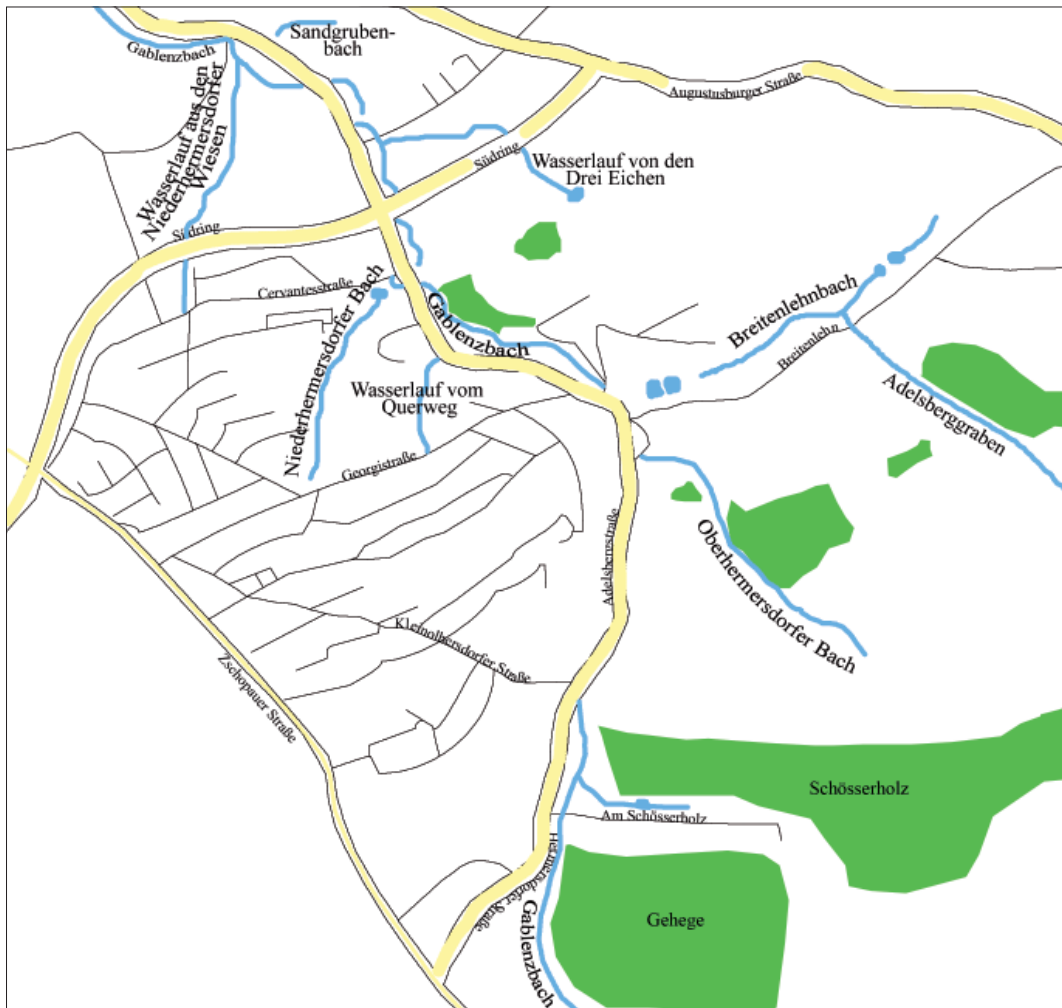 Sandgruben-
bach
Gablenzbach
Augustusburger Straße
Wasserlauf aus den
Niederhermersdorfer
Wiesen
Südring
Wasserlauf von den
Drei Eichen
Südring
Cervantesstraße
Niederhermersdorfer Bach
Gablenzbach
Breitenlehnbach
Breitenlehn
Wasserlauf vom
Querweg
Adelsberggraben
Georgistraße
Adelsbergstraße
Oberhermersdorfer Bach
Kleinolbersdorfer Straße
Zschopauer Straße
Schösserholz
Am Schösserholz
Hermersdorfer Straße
Gablenzbach
Gehege